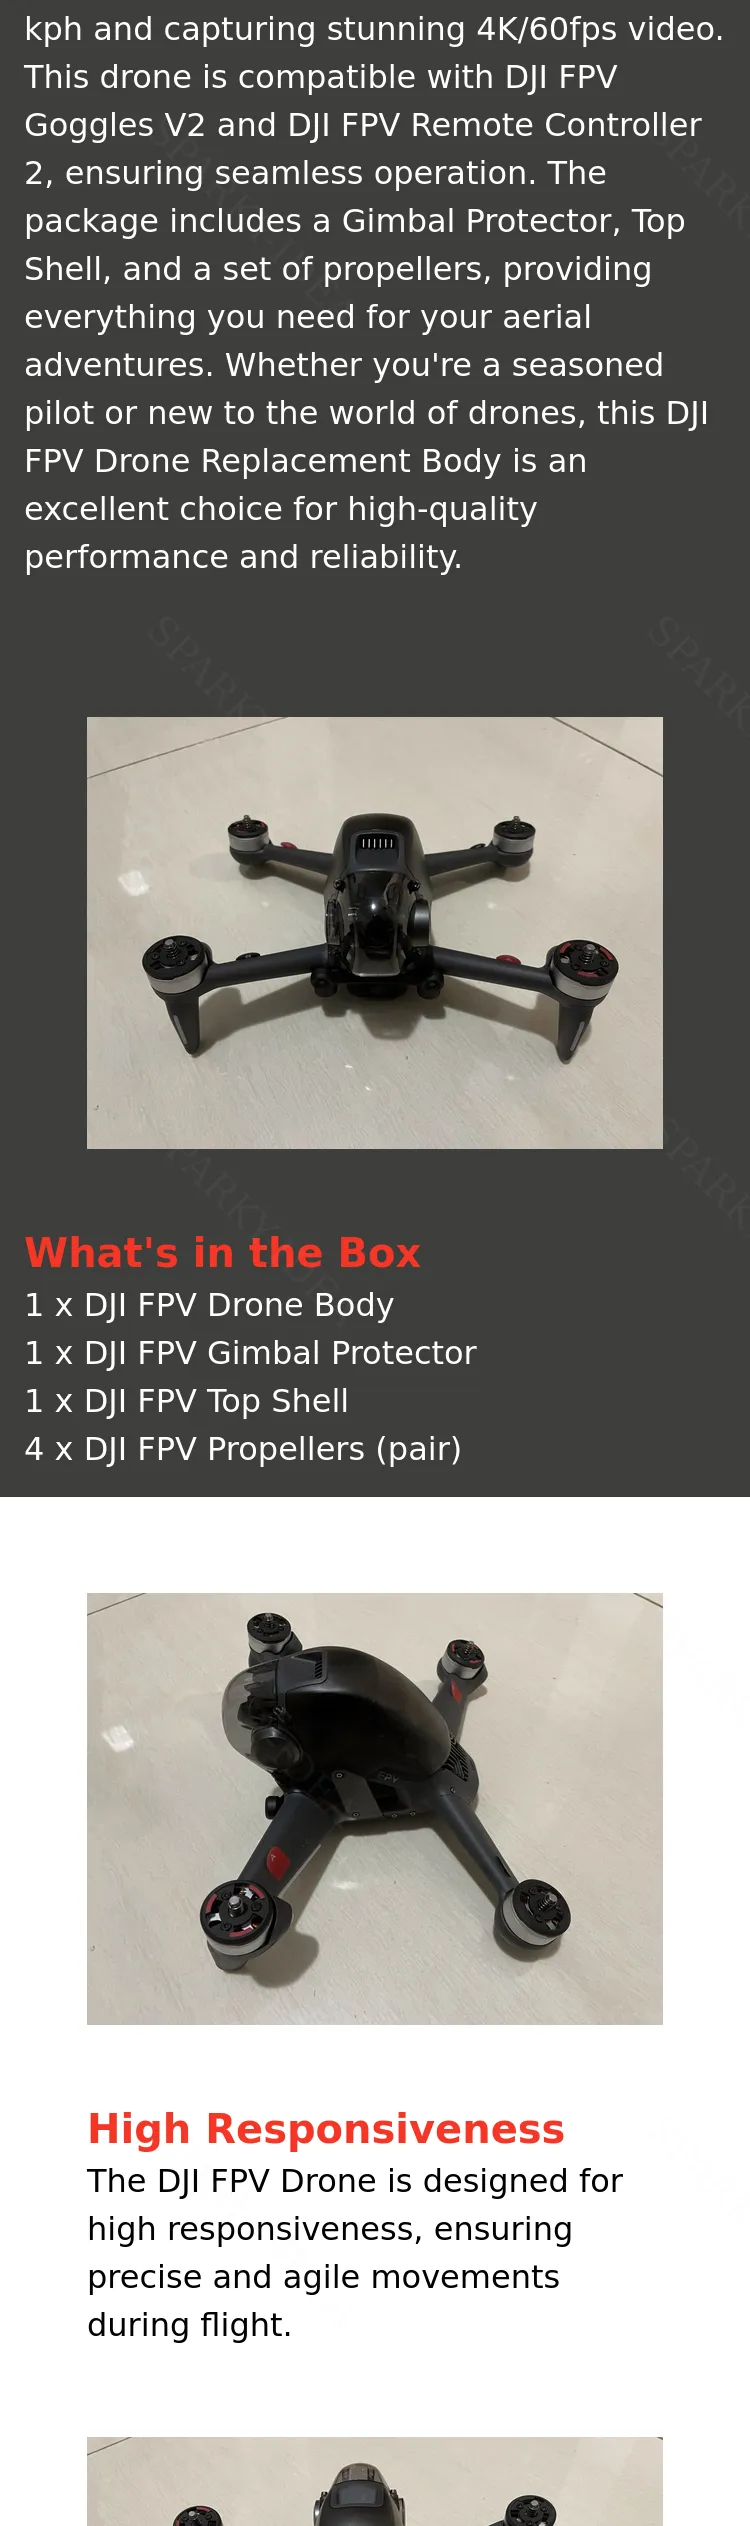 kph and capturing stunning 4K/60fps video.
This drone is compatible with DJI FPV
Goggles V2 and DJI FPV Remote Controller
2, ensuring seamless operation. The
package includes a Gimbal Protector, Top
Shell, and a set of propellers, providing
everything you need for your aerial
adventures. Whether you're a seasoned
pilot or new to the world of drones, this DJI
FPV Drone Replacement Body is an
excellent choice for high-quality
performance and reliability.
What's in the Box
1 x DJI FPV Drone Body
1 x DJI FPV Gimbal Protector
1 x DJI FPV Top Shell
4 x DJI FPV Propellers (pair)
FPV
High Responsiveness
The DJI FPV Drone is designed for
high responsiveness, ensuring
precise and agile movements
during flight.